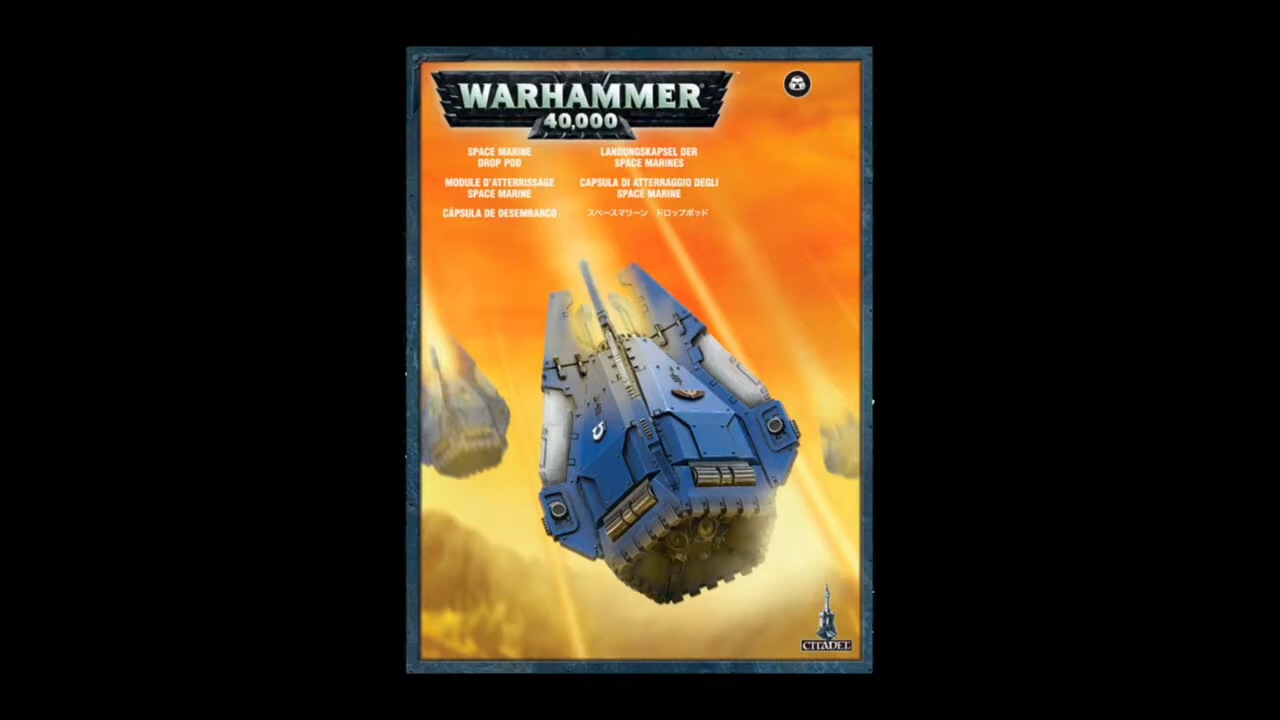 WARHAMMER
40,000
SPACE MARINE
DROP POD
LANDUNGSKAPSEL DER
SPACE MARINES
MODULE D'ATTERRISSAGE
SPACE MARINE
CAPSULA DI ATTERRAGGIO DEGLI
SPACE MARINE
CÁPSULA DE DESEMBARCO
スペースマリーン ドロップポッド
CITADEL